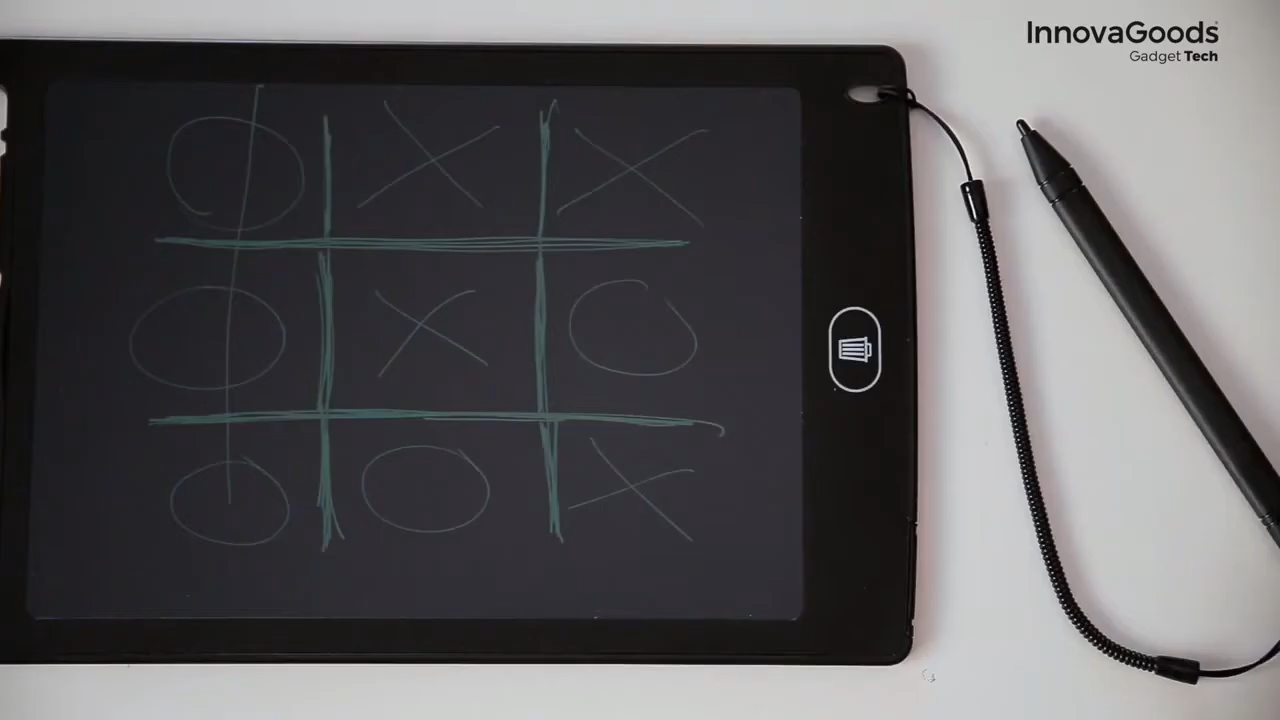 InnovaGoods
Gadget Tech
O X X
O X O
O O X